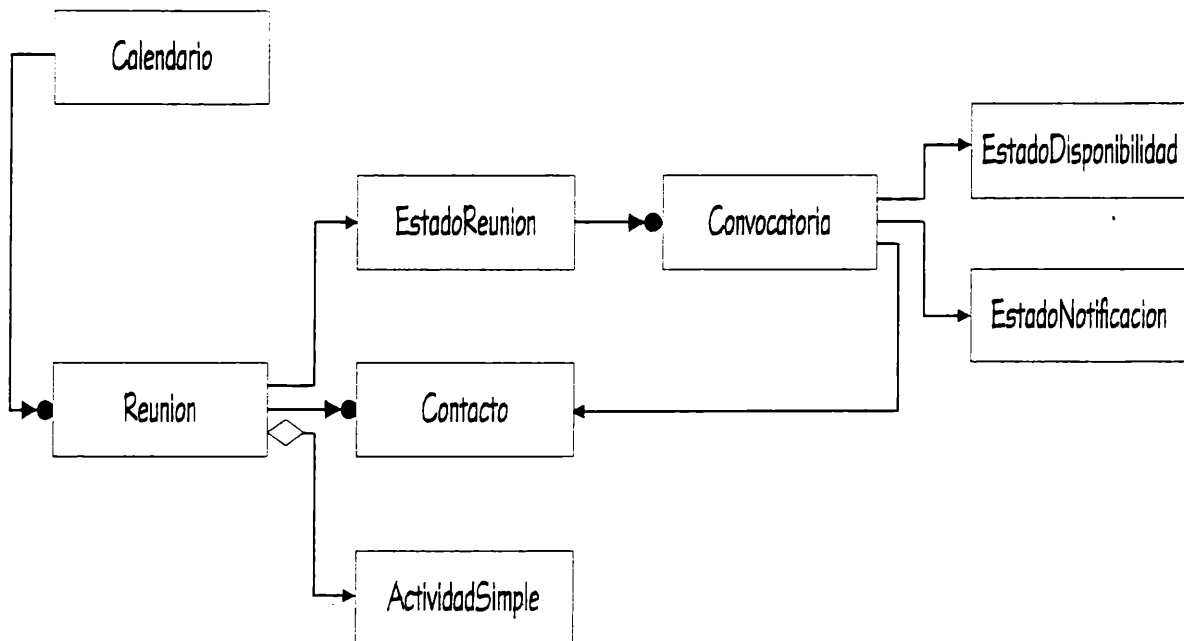 Calendario
EstadoDisponibilidad
EstadoReunion
Convocatoria
EstadoNotificacion
Reunion
Contacto
ActividadSimple